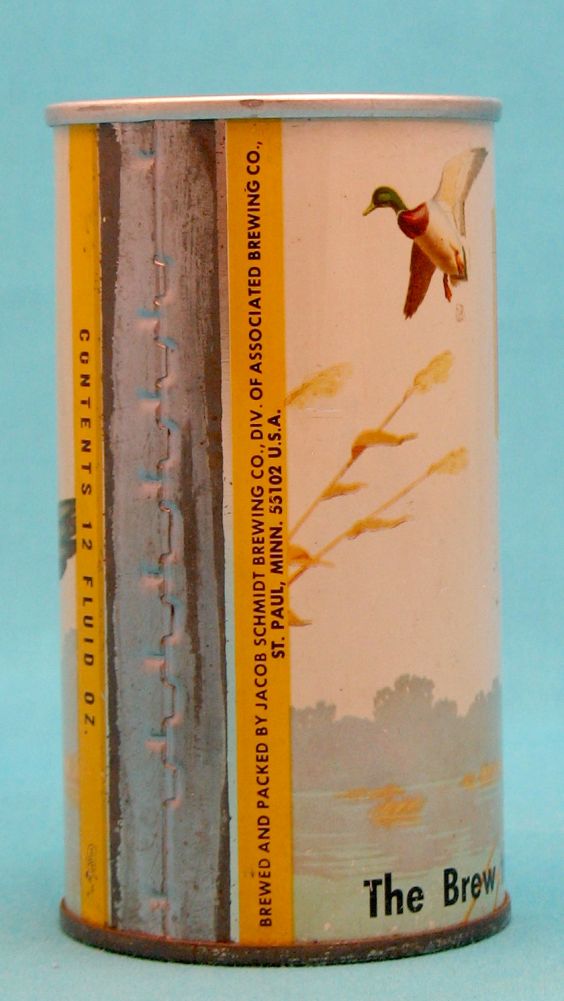 CONTENTS 12 FLUID OZ.
BREWED AND PACKED BY JACOB SCHMIDT BREWING CO., DIV. OF ASSOCIATED BREWING CO.,
ST. PAUL, MINN. 55102 U.S.A.
The Brew